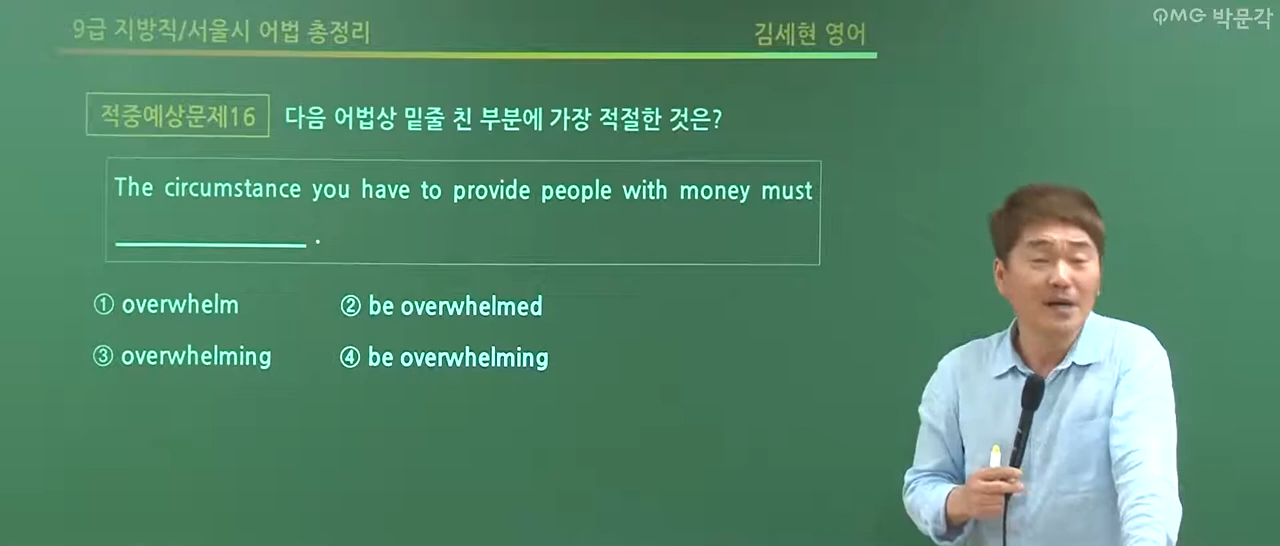 9급 지방직/서울시 어법 총정리
김세현 영어
QMG 박문각
적중예상문제16 다음 어법상 밑줄 친 부분에 가장 적절한 것은?
The circumstance you have to provide people with money must
__________ .
① overwhelm ② be overwhelmed
③ overwhelming ④ be overwhelming